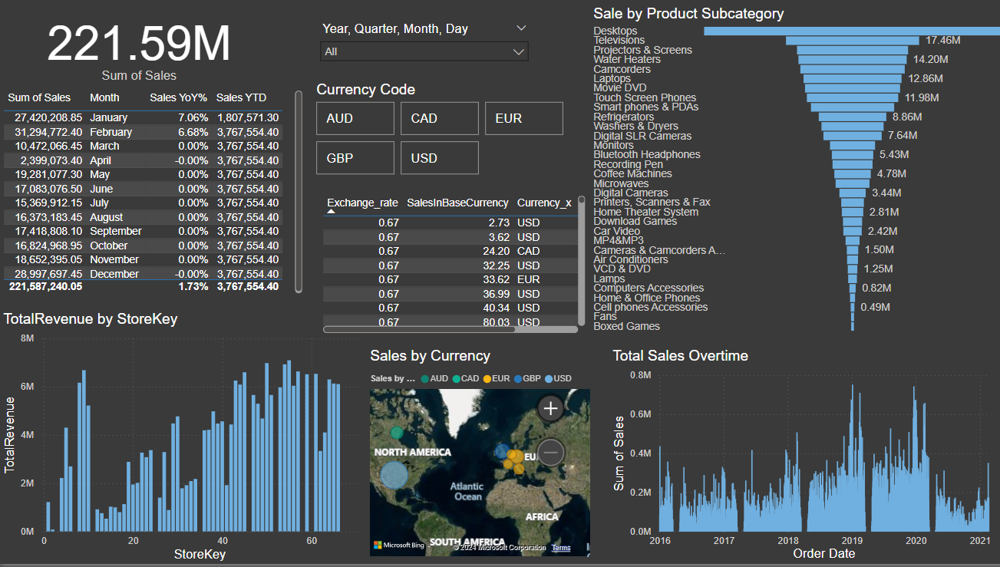 221.59M
Sum of Sales
Sum of Sales Month Sales YoY% Sales YTD
27,420,208.85 January 7.06% 1,807,571.30
31,294,772.40 February 6.68% 3,767,554.40
10,472,066.45 March 0.00% 3,767,554.40
2,399,073.40 April -0.00% 3,767,554.40
19,281,077.30 May 0.00% 3,767,554.40
17,083,076.50 June 0.00% 3,767,554.40
15,369,912.15 July 0.00% 3,767,554.40
16,373,183.45 August 0.00% 3,767,554.40
17,418,808.10 September 0.00% 3,767,554.40
16,824,968.95 October 0.00% 3,767,554.40
18,652,395.05 November 0.00% 3,767,554.40
28,997,697.45 December -0.00% 3,767,554.40
221,587,240.05 1.73% 3,767,554.40
Year, Quarter, Month, Day
All
Currency Code
AUD CAD EUR
GBP USD
Exchange_rate SalesInBaseCurrency Currency_x
0.67 2.73 USD
0.67 3.62 USD
0.67 24.20 CAD
0.67 32.25 USD
0.67 33.62 EUR
0.67 36.99 USD
0.67 40.34 USD
0.67 80.03 USD
Sale by Product Subcategory
Desktops
Televisions 17.46M
Projectors & Screens
Water Heaters 14.20M
Camcorders
Laptops 12.86M
Movie DVD
Touch Screen Phones 11.98M
Smart phones & PDAs
Refrigerators 8.86M
Washers & Dryers
Digital SLR Cameras 7.64M
Monitors
Bluetooth Headphones 5.43M
Recording Pen
Coffee Machines 4.78M
Microwaves
Digital Cameras 3.44M
Printers, Scanners & Fax
Home Theater System 2.81M
Download Games
Car Video 2.42M
MP4&MP3
Cameras & Camcorders A... 1.50M
Air Conditioners
VCD & DVD 1.25M
Lamps
Computers Accessories 0.82M
Home & Office Phones
Cell phones Accessories 0.49M
Fans
Boxed Games
TotalRevenue by StoreKey
TotalRevenue
8M
6M
4M
2M
0M
0 20 40 60
StoreKey
Sales by Currency
Sales by ... AUD CAD EUR GBP USD
NORTH AMERICA
EU
Atlantic
Ocean
AFRICA
SOUTH AMERICA
Microsoft Bing
© 2024 Microsoft Corporation Terms
Total Sales Overtime
Sum of Sales
0.8M
0.6M
0.4M
0.2M
0.0M
2016 2017 2018 2019 2020 2021
Order Date